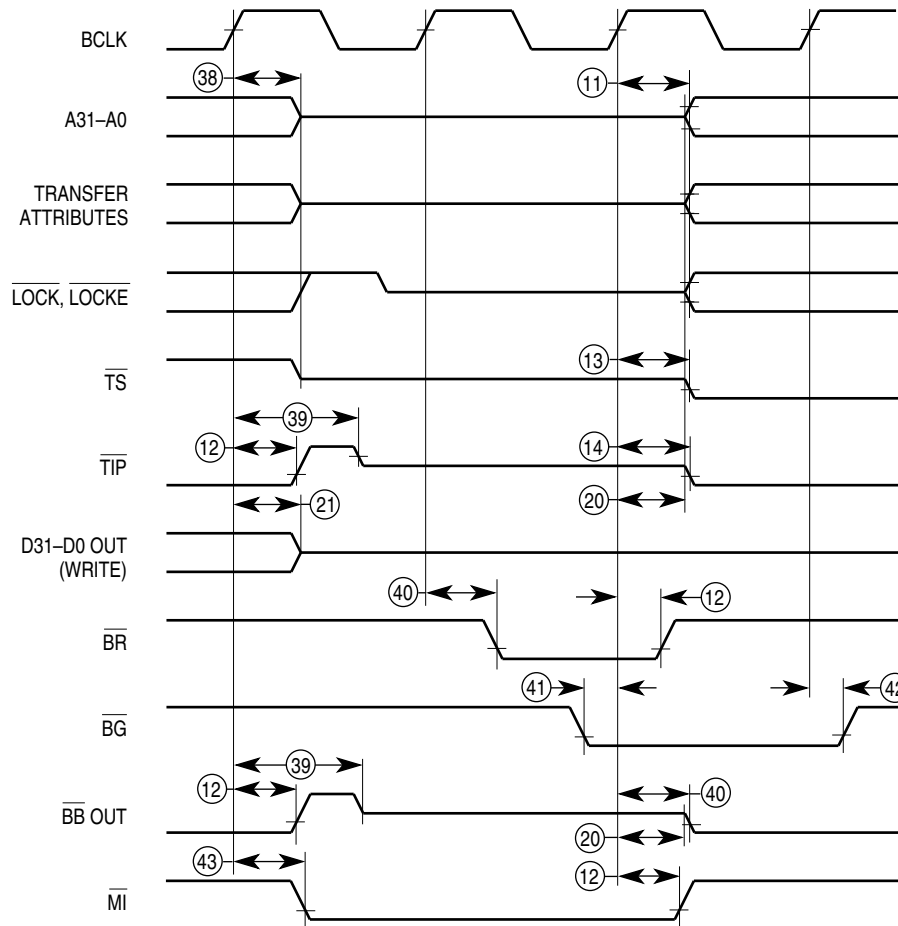 BCLK
38
11
A31–A0
TRANSFER
ATTRIBUTES
LOCK, LOCKE
13
TS
39
12
14
TIP
21
20
D31–D0 OUT
(WRITE)
40
12
BR
41
42
BG
39
12
40
BB OUT
20
43
12
MI